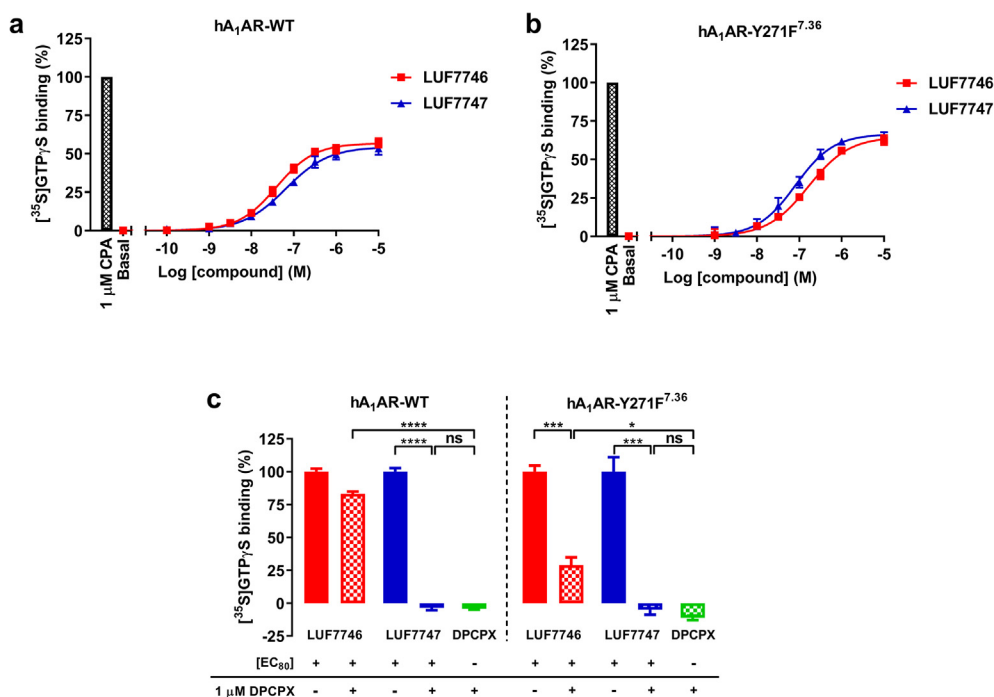 a
hA₁AR-WT
[³⁵S]GTPγS binding (%)
125
100
75
50
25
0
1 μM CPA
Basal
-10 -9 -8 -7 -6 -5
Log [compound] (M)
LUF7746
LUF7747
b
hA₁AR-Y271F⁷·³⁶
[³⁵S]GTPγS binding (%)
125
100
75
50
25
0
1 μM CPA
Basal
-10 -9 -8 -7 -6 -5
Log [compound] (M)
LUF7746
LUF7747
c
hA₁AR-WT
hA₁AR-Y271F⁷·³⁶
[³⁵S]GTPγS binding (%)
125
100
75
50
25
0
-25
**** 
**** ns
*** *
*** ns
LUF7746 LUF7747 DPCPX LUF7746 LUF7747 DPCPX
[EC₈₀] + + + + - + + + + -
1 μM DPCPX - + - + + - + - + +